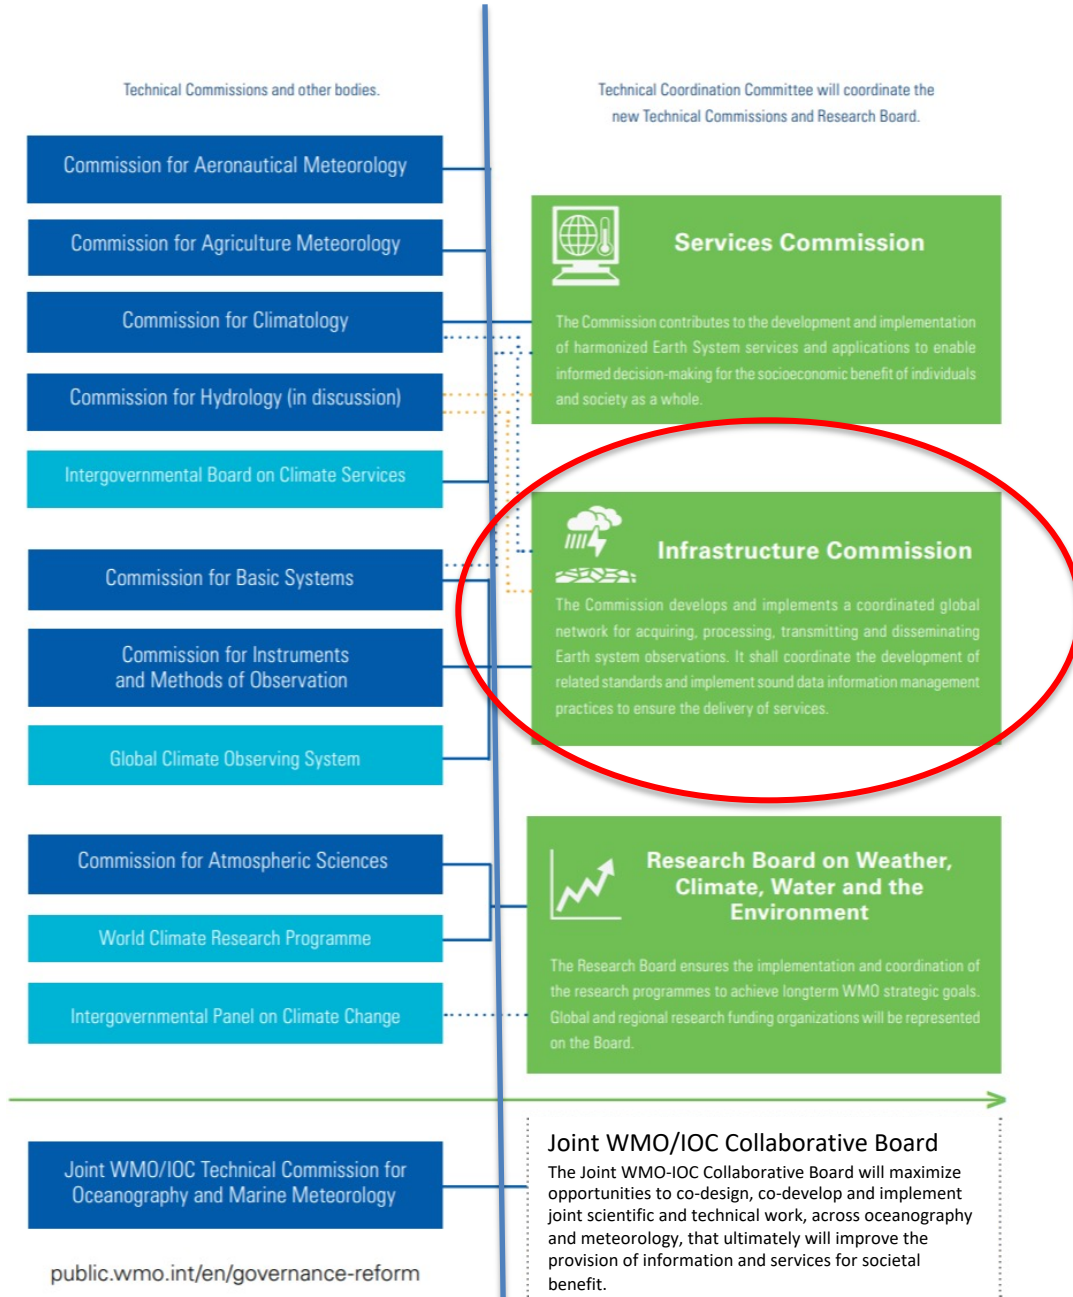 Technical Commissions and other bodies.
Commission for Aeronautical Meteorology
Commission for Agriculture Meteorology
Commission for Climatology
Commission for Hydrology (in discussion)
Intergovernmental Board on Climate Services
Commission for Basic Systems
Commission for Instruments
and Methods of Observation
Global Climate Observing System
Commission for Atmospheric Sciences
World Climate Research Programme
Intergovernmental Panel on Climate Change
Joint WMO/IOC Technical Commission for
Oceanography and Marine Meteorology
public.wmo.int/en/governance-reform
Technical Coordination Committee will coordinate the
new Technical Commissions and Research Board.
Services Commission
The Commission contributes to the development and implementation
of harmonized Earth System services and applications to enable
informed decision-making for the socioeconomic benefit of individuals
and society as a whole.
Infrastructure Commission
The Commission develops and implements a coordinated global
network for acquiring, processing, transmitting and disseminating
Earth system observations. It shall coordinate the development of
related standards and implement sound data information management
practices to ensure the delivery of services.
Research Board on Weather,
Climate, Water and the
Environment
The Research Board ensures the implementation and coordination of
the research programmes to achieve longterm WMO strategic goals.
Global and regional research funding organizations will be represented
on the Board.
Joint WMO/IOC Collaborative Board
The Joint WMO-IOC Collaborative Board will maximize
opportunities to co-design, co-develop and implement
joint scientific and technical work, across oceanography
and meteorology, that ultimately will improve the
provision of information and services for societal
benefit.